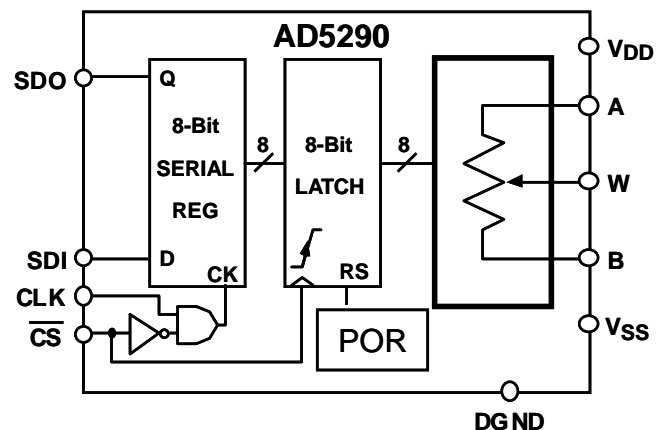 AD5290
VDD
SDO
Q
8-Bit
SERIAL
REG
8
8-Bit
LATCH
8
A
W
B
SDI
D
CK
RS
CLK
CS
POR
VSS
DGND